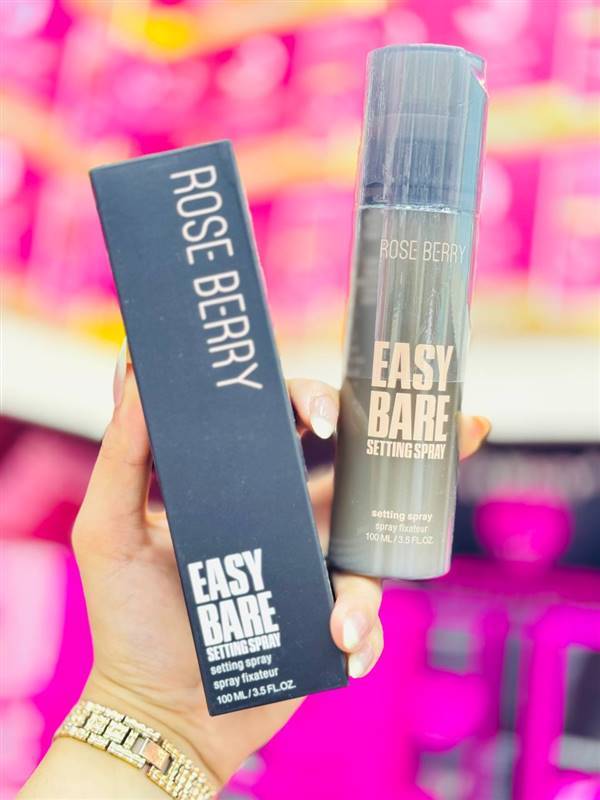 ROSE BERRY
EASY
BARE
SETTING SPRAY
setting spray
spray fixateur
100 ML / 3.5 FL.OZ.
ROSE BERRY
EASY
BARE
SETTING SPRAY
setting spray
spray fixateur
100 ML / 3.5 FL.OZ.